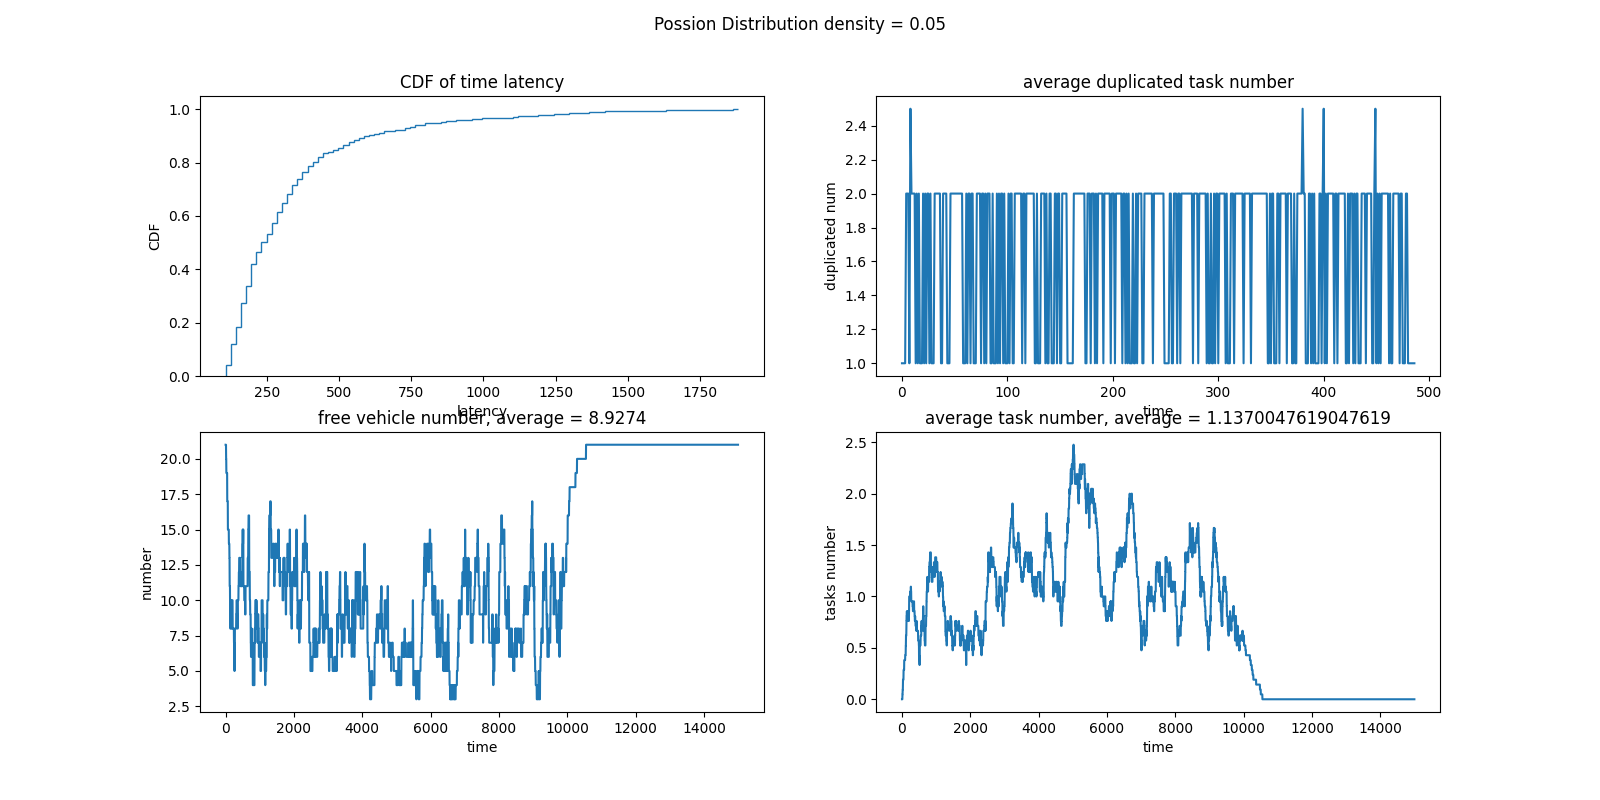 Possion Distribution density = 0.05
CDF of time latency
1.0
0.8
0.6
0.4
0.2
0.0
CDF
250 500 750 1000 1250 1500 1750
latency
average duplicated task number
2.4
2.2
2.0
1.8
1.6
1.4
1.2
1.0
duplicated num
0 100 200 300 400 500
time
free vehicle number, average = 8.9274
20.0
17.5
15.0
12.5
10.0
7.5
5.0
2.5
number
0 2000 4000 6000 8000 10000 12000 14000
time
average task number, average = 1.1370047619047619
2.5
2.0
1.5
1.0
0.5
0.0
tasks number
0 2000 4000 6000 8000 10000 12000 14000
time